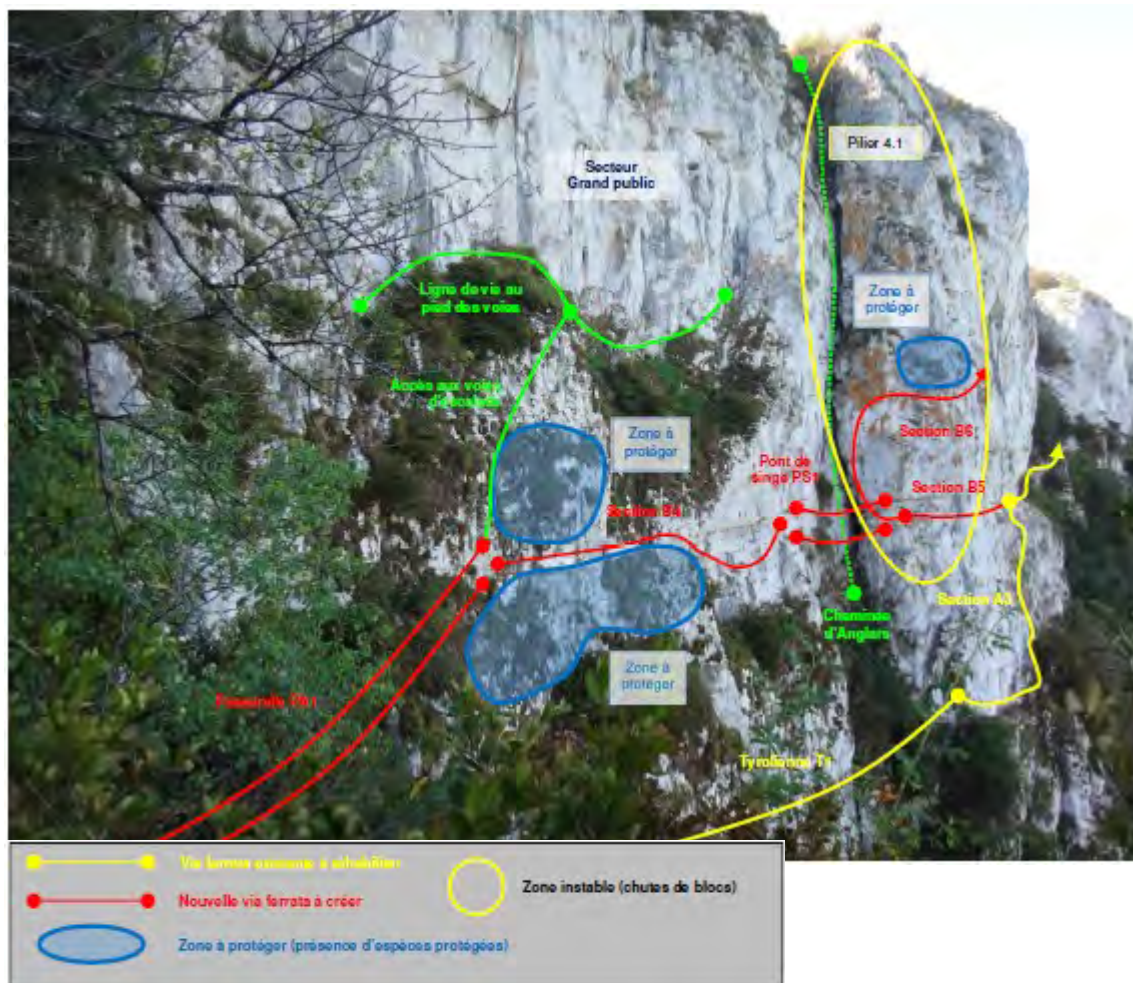 Pilier 4.1
Secteur
Grand public
Zone à
protéger
Ligne de vie au
pied des voies
Accès aux voies
d'escalade
Zone à
protéger
Section B6
Pont de
singe PS1
Section B5
Section B4
Section A3
Cheminée
d'Anglars
Zone à
protéger
Passerelle
Tyrolienne T1
Via ferrata existante à réhabiliter
Zone instable (chutes de blocs)
Nouvelle via ferrata à créer
Zone à protéger (présence d'espèces protégées)